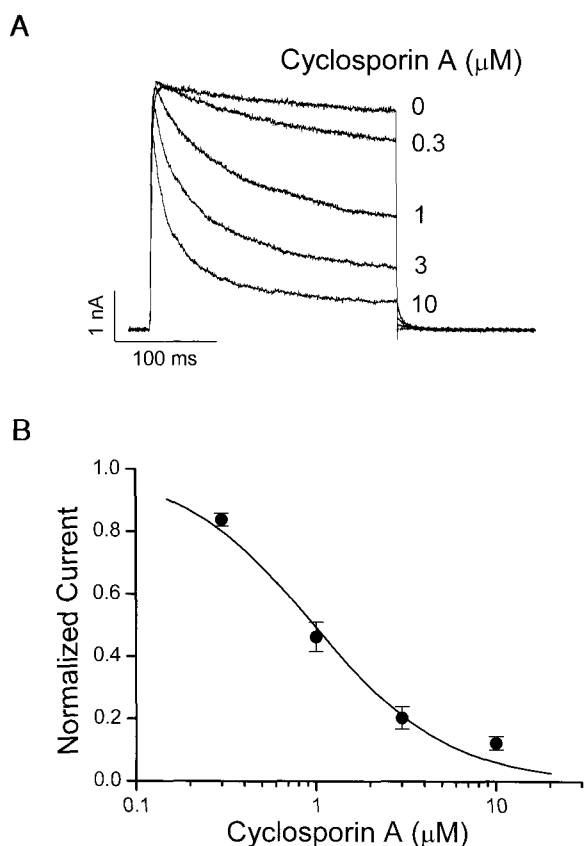 A
Cyclosporin A (μM)
0
0.3
1
3
10
1 nA
100 ms
B
Normalized Current
1.0
0.8
0.6
0.4
0.2
0.0
0.1
1
10
Cyclosporin A (μM)